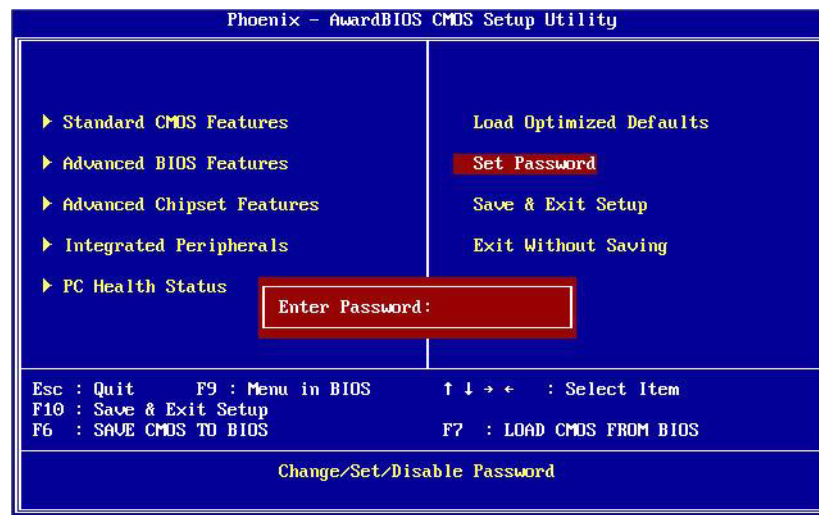 Phoenix - AwardBIOS CMOS Setup Utility
Standard CMOS Features
Advanced BIOS Features
Advanced Chipset Features
Integrated Peripherals
PC Health Status
Load Optimized Defaults
Set Password
Save & Exit Setup
Exit Without Saving
Enter Password:
Esc : Quit F9 : Menu in BIOS ↑ ↓ → ← : Select Item
F10 : Save & Exit Setup
F6 : SAVE CMOS TO BIOS F7 : LOAD CMOS FROM BIOS
Change/Set/Disable Password